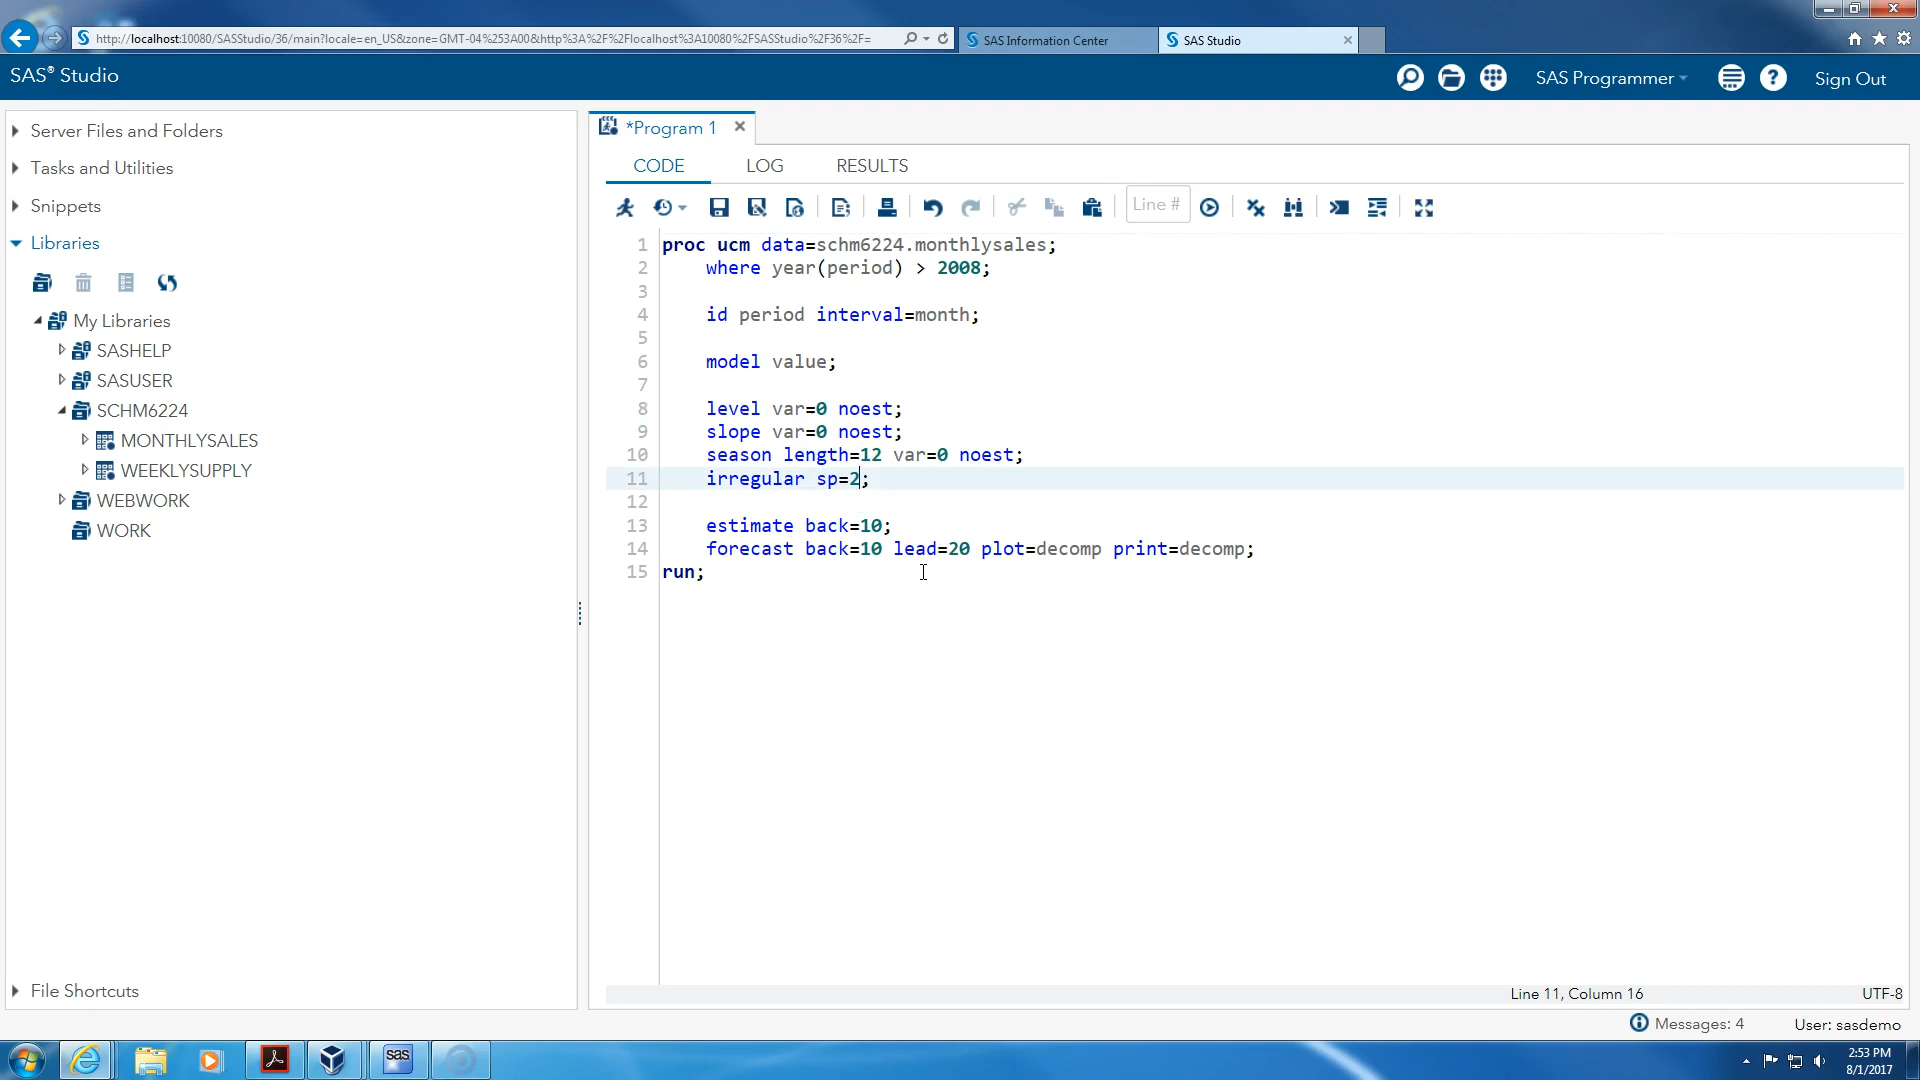 http://localhost:10080/SASStudio/36/main?locale=en_US&zone=GMT-04%253A00&http%3A%2F%2Flocalhost%3A10080%2FSASStudio%2F36%2F=
SAS Information Center
SAS Studio
SAS® Studio
SAS Programmer
Sign Out
Server Files and Folders
Tasks and Utilities
Snippets
Libraries
My Libraries
SASHELP
SASUSER
SCHM6224
MONTHLYSALES
WEEKLYSUPPLY
WEBWORK
WORK
File Shortcuts
*Program 1
CODE LOG RESULTS
Line #
1 proc ucm data=schm6224.monthlysales;
2 where year(period) > 2008;
3
4 id period interval=month;
5
6 model value;
7
8 level var=0 noest;
9 slope var=0 noest;
10 season length=12 var=0 noest;
11 irregular sp=2;
12
13 estimate back=10;
14 forecast back=10 lead=20 plot=decomp print=decomp;
15 run;
Line 11, Column 16
UTF-8
Messages: 4
User: sasdemo
sas
2:53 PM
8/1/2017